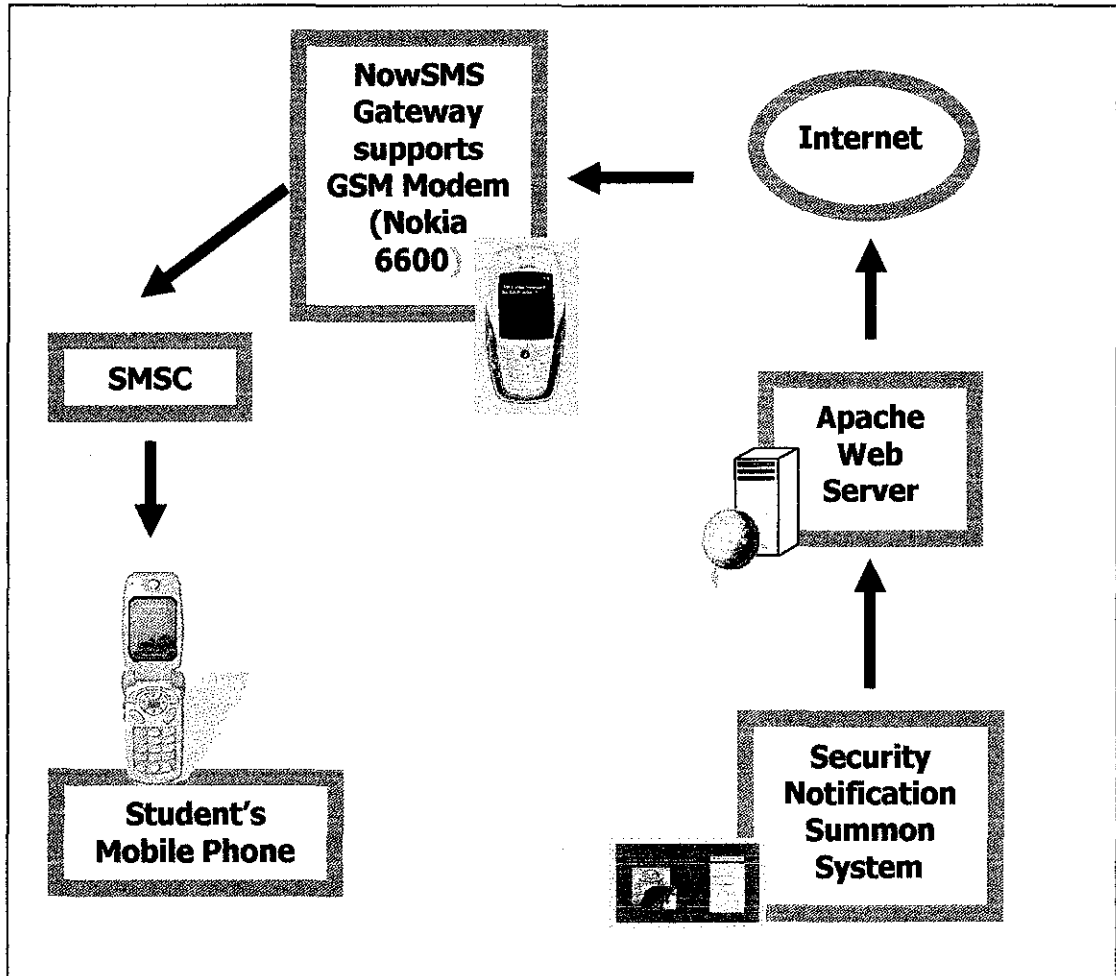 NowSMS
Gateway
supports
GSM Modem
(Nokia
6600)
Internet
SMSC
Apache
Web
Server
Student's
Mobile Phone
Security
Notification
Summon
System